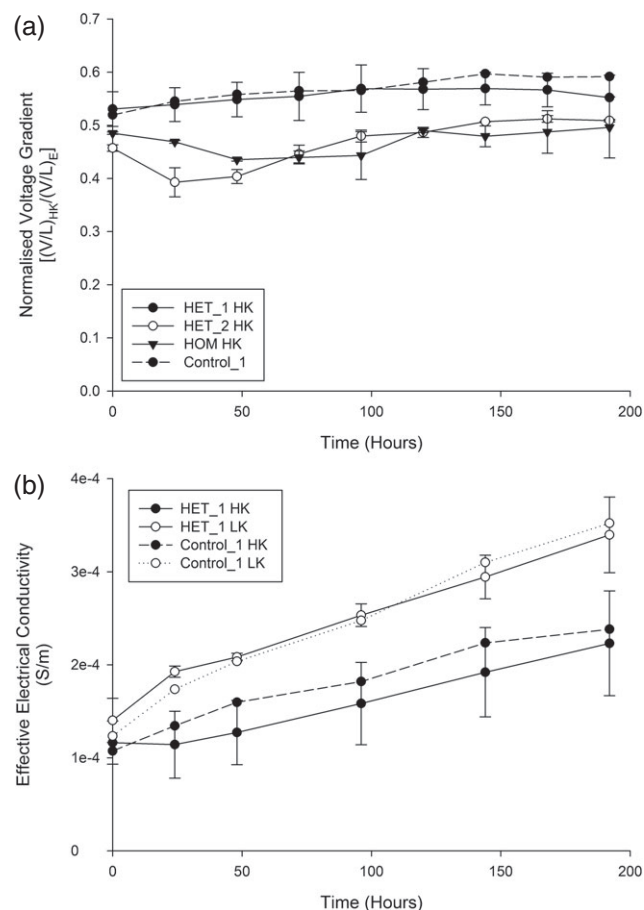 (a)
0.7
0.6
0.5
0.4
0.3
0.2
0.1
0.0
Normalised Voltage Gradient
[(V/L)HK/(V/L)E]
HET_1 HK
HET_2 HK
HOM HK
Control_1
0 50 100 150 200
Time (Hours)
(b)
4e-4
3e-4
2e-4
1e-4
0
Effective Electrical Conductivity
(S/m)
HET_1 HK
HET_1 LK
Control_1 HK
Control_1 LK
0 50 100 150 200
Time (Hours)